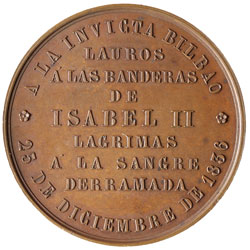 A LA INVICTA BILBAO
LAUROS
Á LAS BANDERAS
DE
ISABEL II
LAGRIMAS
Á LA SANGRE
DERRAMADA
25 DE DICIEMBRE DE 1836